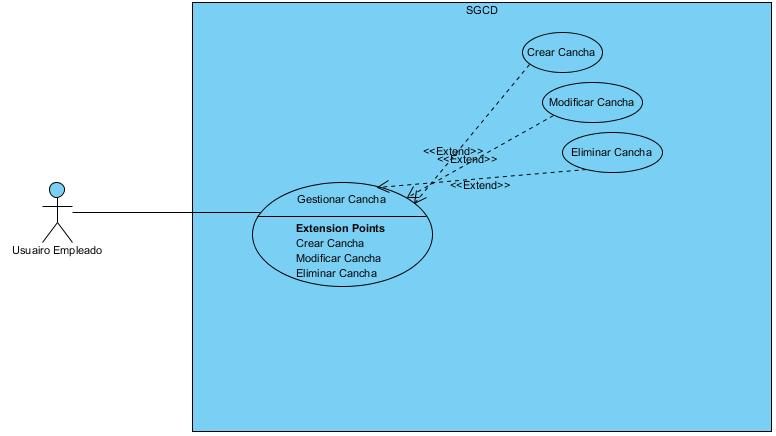 SGCD
Crear Cancha
Modificar Cancha
Eliminar Cancha
<<Extend>>
<<Extend>>
<<Extend>>
Gestionar Cancha
Extension Points
Crear Cancha
Modificar Cancha
Eliminar Cancha
Usuairo Empleado